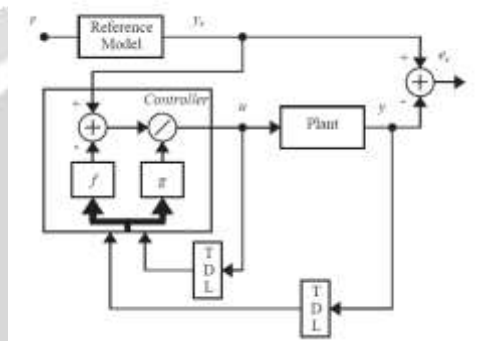 r
Reference
Model
y_r
+
-
e_c
Controller
+
-
u
Plant
y
f
g
T
D
L
T
D
L